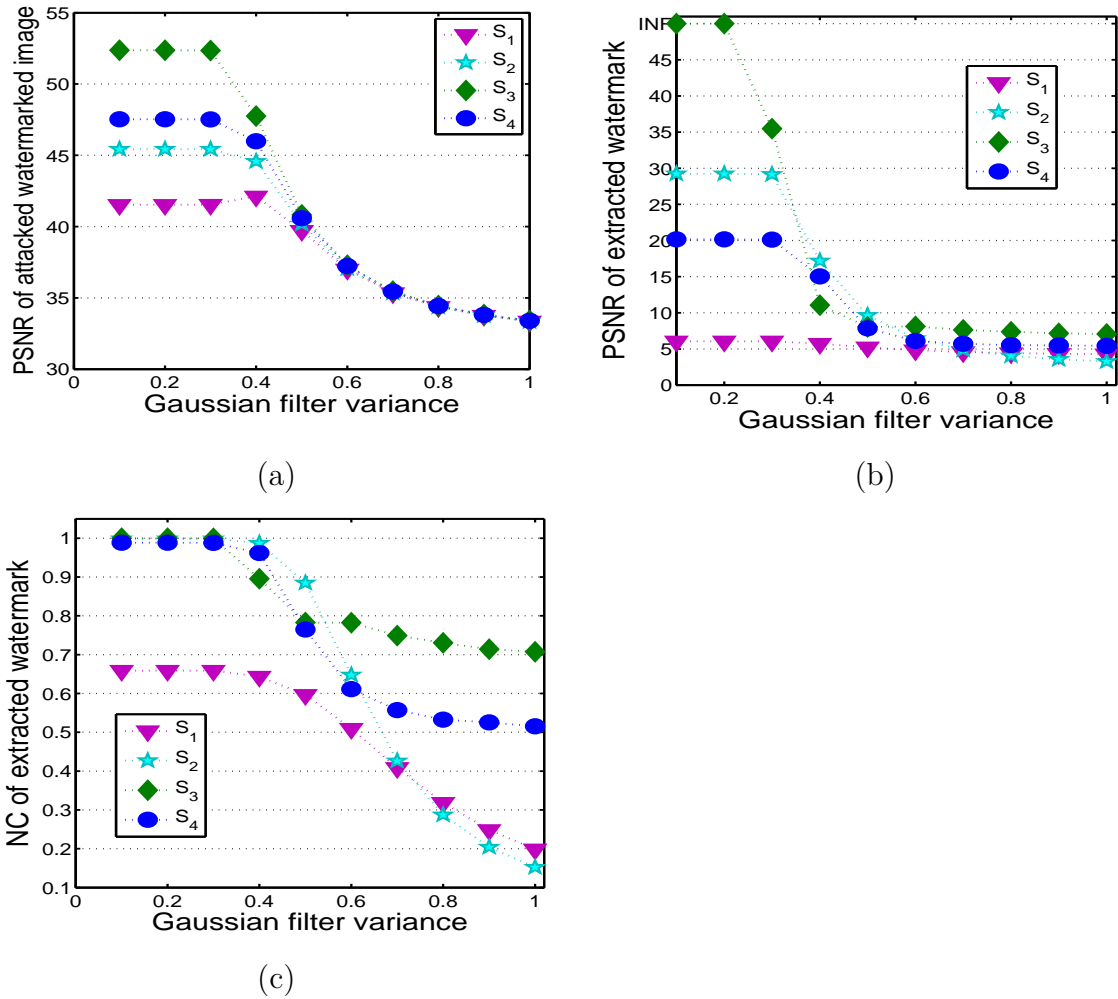 PSNR of attacked watermarked image
55
50
45
40
35
30
0 0.2 0.4 0.6 0.8 1
Gaussian filter variance
S1
S2
S3
S4
(a)
PSNR of extracted watermark
INF
45
40
35
30
25
20
15
10
5
0
0.2 0.4 0.6 0.8 1
Gaussian filter variance
S1
S2
S3
S4
(b)
NC of extracted watermark
1
0.9
0.8
0.7
0.6
0.5
0.4
0.3
0.2
0.1
0 0.2 0.4 0.6 0.8 1
Gaussian filter variance
S1
S2
S3
S4
(c)